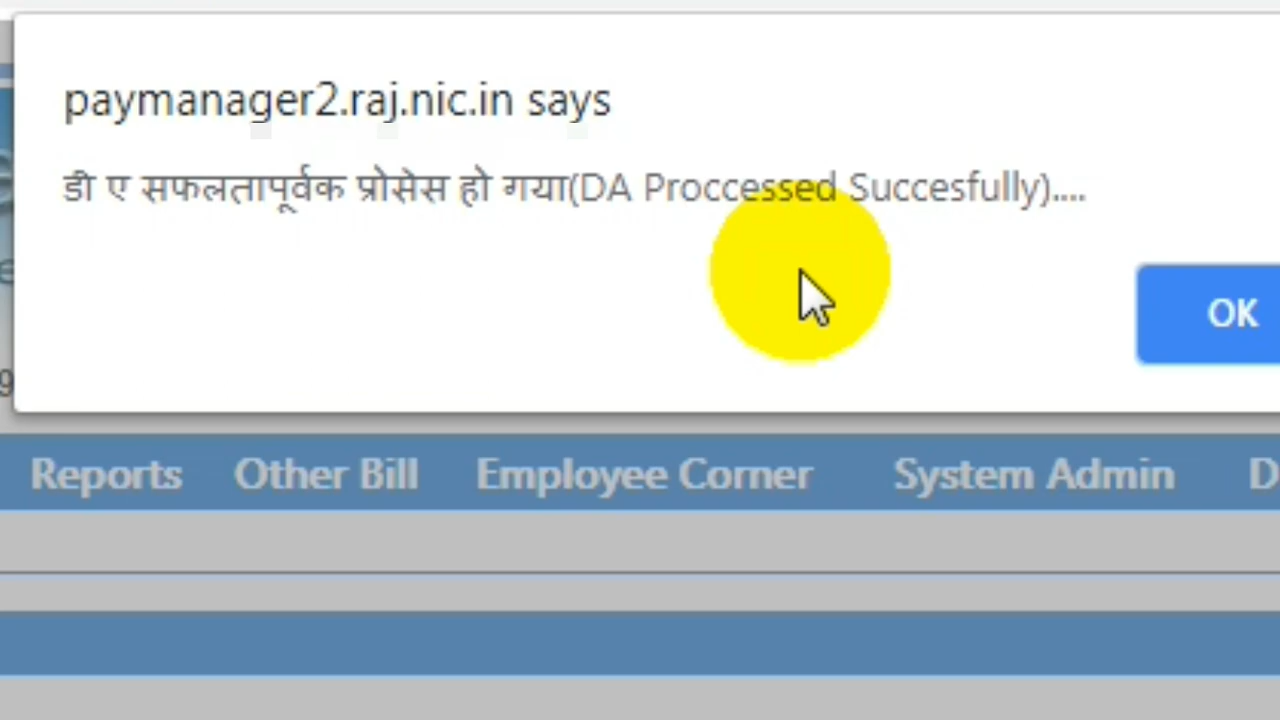 paymanager2.raj.nic.in says
डी ए सफलतापूर्वक प्रोसेस हो गया(DA Proccessed Succesfully)....
OK
Reports Other Bill Employee Corner System Admin